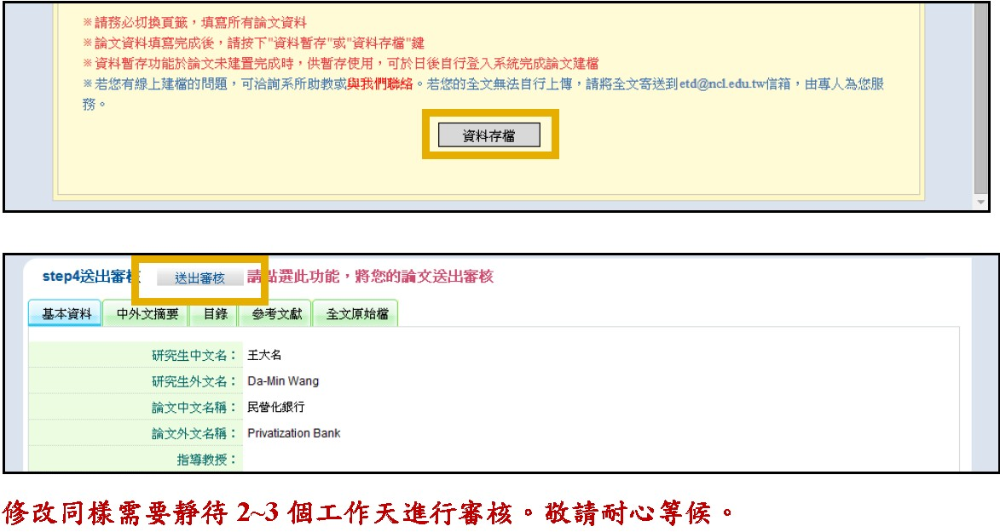 ※請務必切換頁籤，填寫所有論文資料
※論文資料填寫完成後，請按下"資料暫存"或"資料存檔"鍵
※資料暫存功能於論文未建置完成時，供暫存使用，可於日後自行登入系統完成論文建檔
※若您有線上建檔的問題，可洽詢系所助教或與我們聯絡。若您的全文無法自行上傳，請將全文寄送到etd@ncl.edu.tw信箱，由專人為您服
務。
資料存檔
step4送出審核 送出審核 請點選此功能，將您的論文送出審核
基本資料 中外文摘要 目錄 參考文獻 全文原始檔
研究生中文名： 王大名
研究生外文名： Da-Min Wang
論文中文名稱： 民營化銀行
論文外文名稱： Privatization Bank
指導教授：
修改同樣需要靜待 2~3 個工作天進行審核。敬請耐心等候。